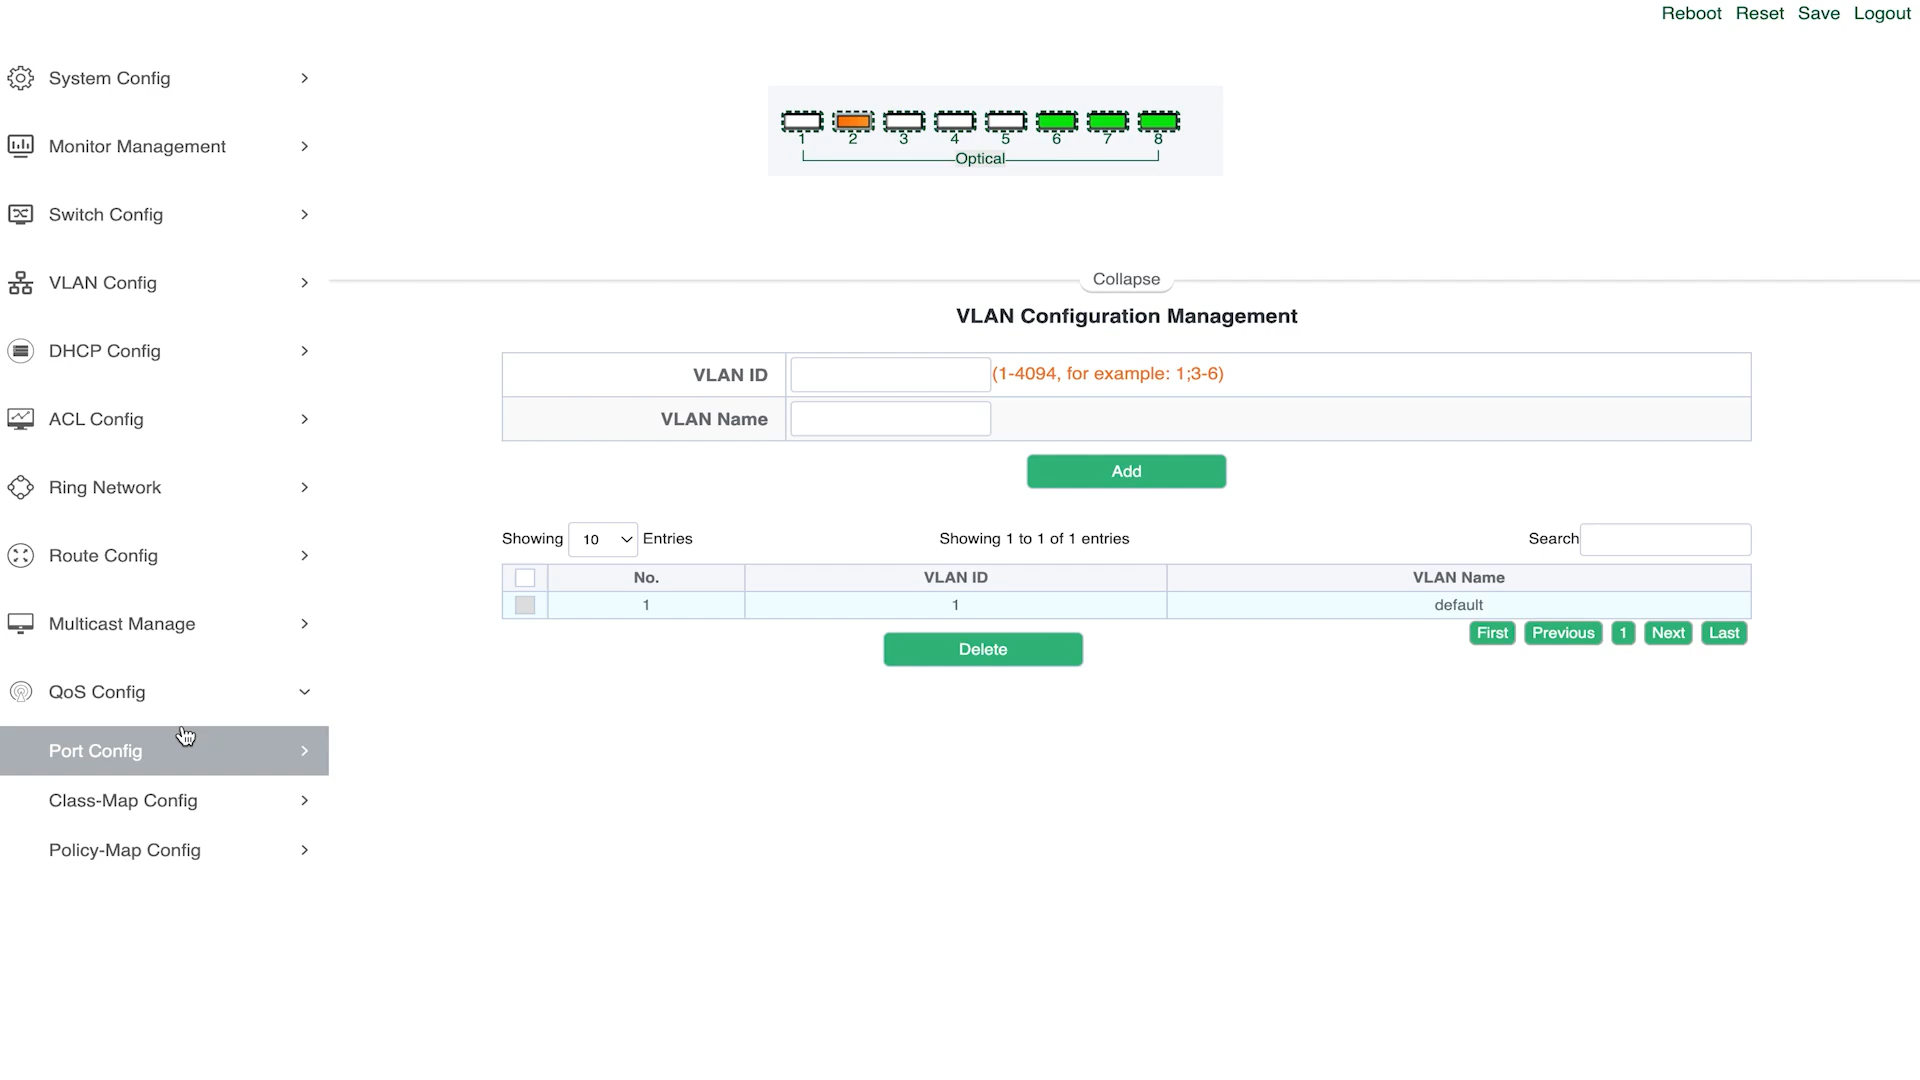 Reboot Reset Save Logout
System Config
Monitor Management
Switch Config
VLAN Config
DHCP Config
ACL Config
Ring Network
Route Config
Multicast Manage
QoS Config
Port Config
Class-Map Config
Policy-Map Config
1 2 3 4 5 6 7 8
Optical
Collapse
VLAN Configuration Management
VLAN ID (1-4094, for example: 1;3-6)
VLAN Name
Add
Showing 10 Entries Showing 1 to 1 of 1 entries Search
No. VLAN ID VLAN Name
1 1 default
First Previous 1 Next Last
Delete